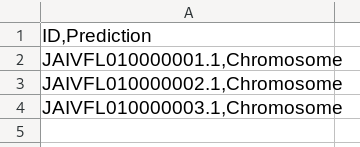 A
1 ID,Prediction
2 JAIVFL010000001.1,Chromosome
3 JAIVFL010000002.1,Chromosome
4 JAIVFL010000003.1,Chromosome
5